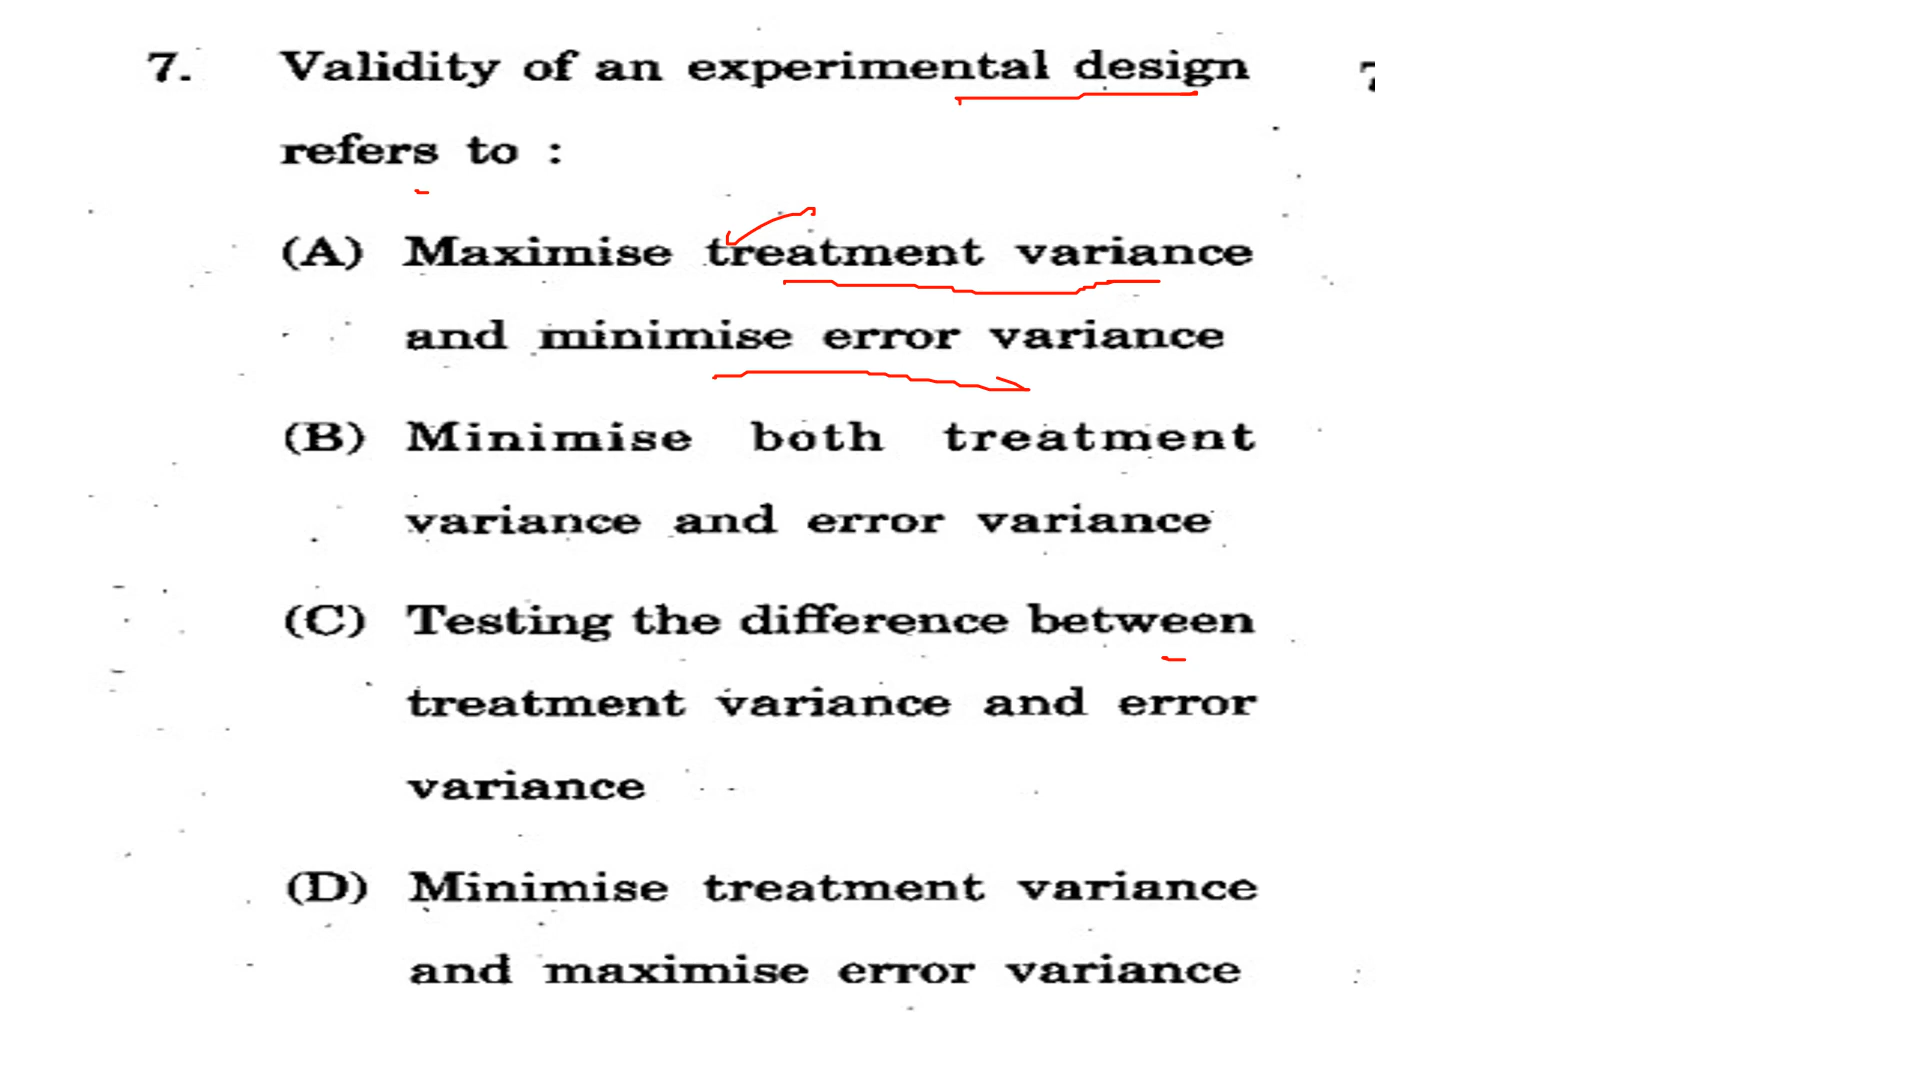 7. Validity of an experimental design
refers to :
(A) Maximise treatment variance
and minimise error variance
(B) Minimise both treatment
variance and error variance
(C) Testing the difference between
treatment variance and error
variance
(D) Minimise treatment variance
and maximise error variance